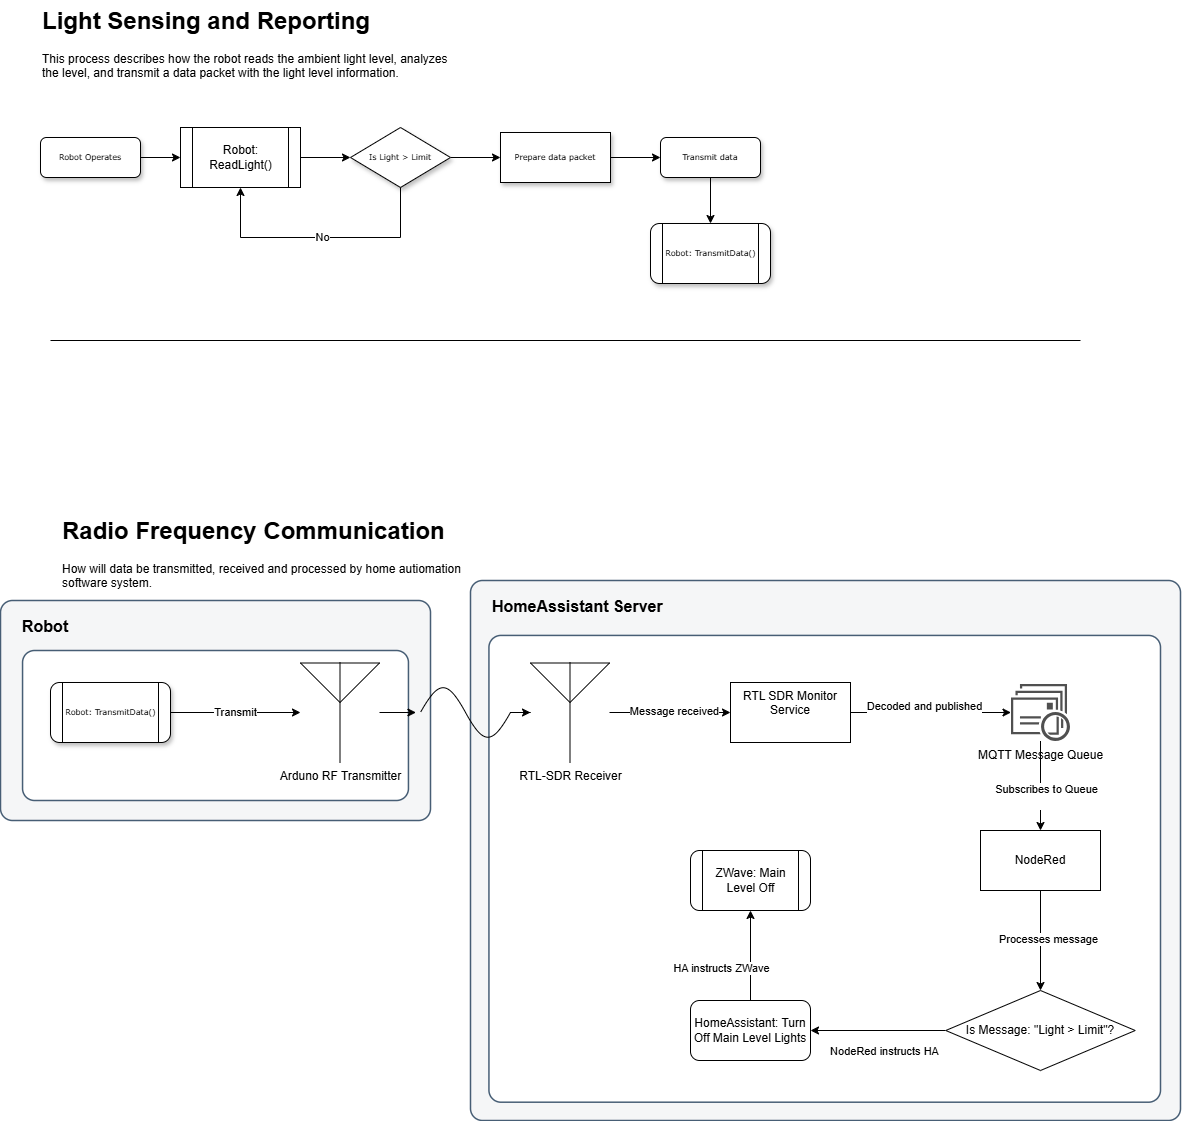 Light Sensing and Reporting
This process describes how the robot reads the ambient light level, analyzes
the level, and transmit a data packet with the light level information.
Robot Operates
Robot:
ReadLight()
Is Light > Limit
Prepare data packet
Transmit data
No
Robot: TransmitData()
Radio Frequency Communication
How will data be transmitted, received and processed by home autiomation
software system.
Robot
Robot: TransmitData()
Transmit
Arduno RF Transmitter
HomeAssistant Server
RTL-SDR Receiver
Message received
RTL SDR Monitor
Service
Decoded and published
MQTT Message Queue
Subscribes to Queue
NodeRed
Processes message
Is Message: "Light > Limit"?
NodeRed instructs HA
HomeAssistant: Turn
Off Main Level Lights
HA instructs ZWave
ZWave: Main
Level Off